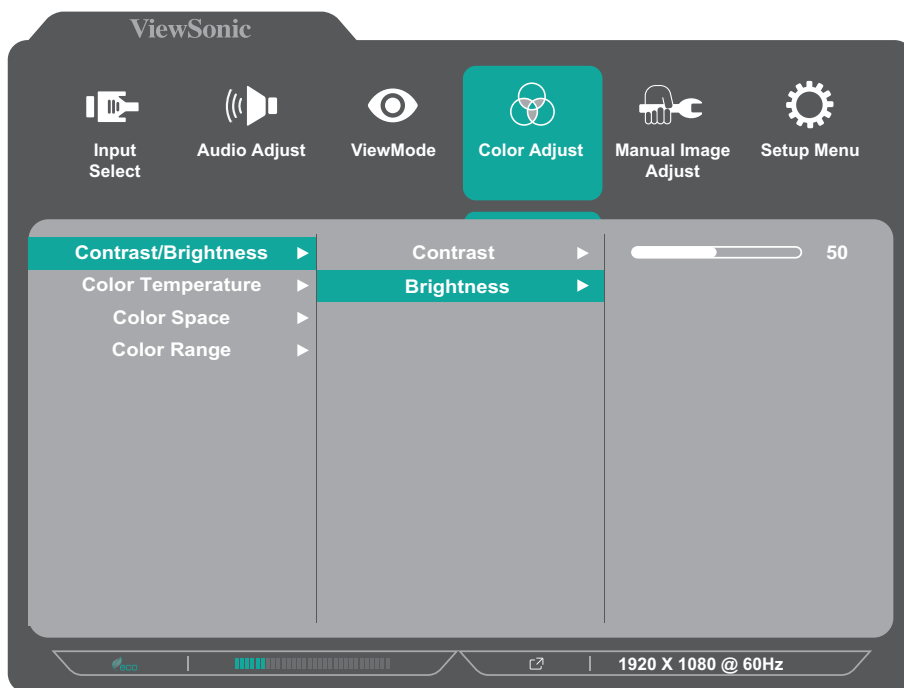 ViewSonic
Input
Select
Audio Adjust
ViewMode
Color Adjust
Manual Image
Adjust
Setup Menu
Contrast/Brightness
Color Temperature
Color Space
Color Range
Contrast
Brightness
50
eco
1920 X 1080 @ 60Hz